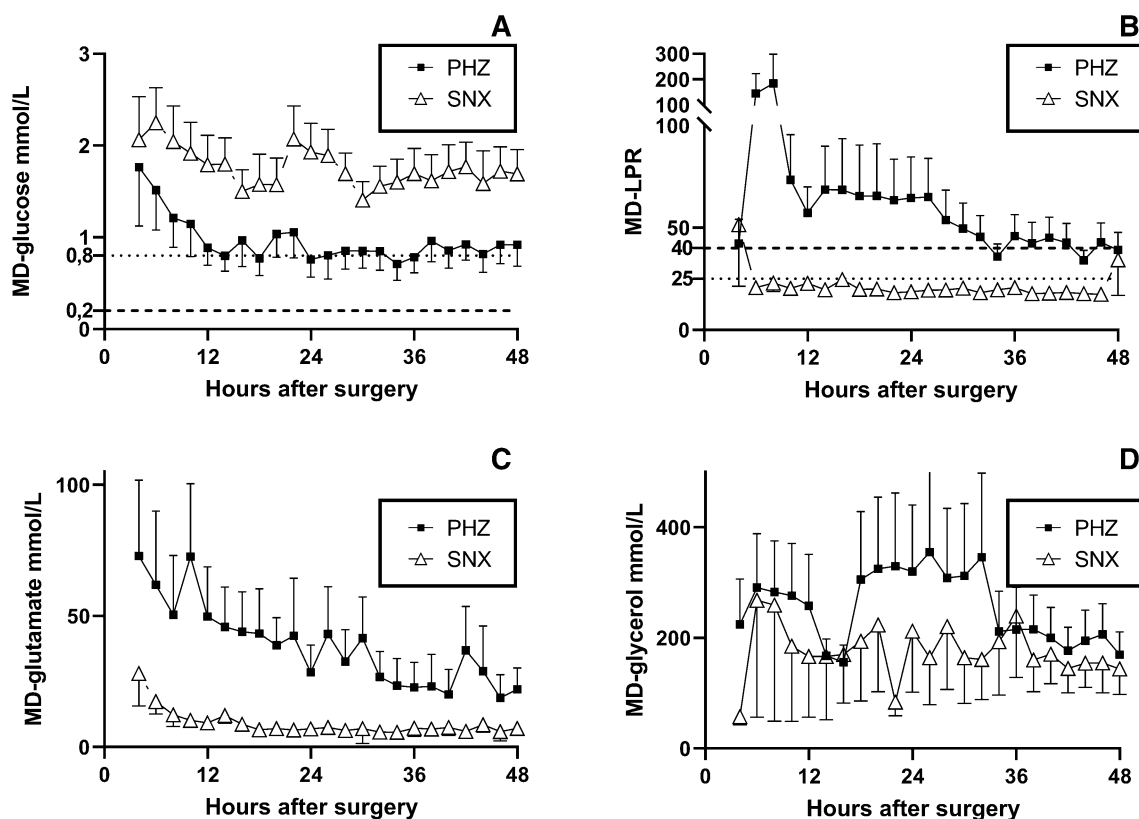 A
MD-glucose mmol/L
3
2
1
0,8
0,2
0
PHZ
SNX
0
12
24
36
48
Hours after surgery
B
MD-LPR
300
200
100
100
50
40
25
0
PHZ
SNX
0
12
24
36
48
Hours after surgery
C
MD-glutamate mmol/L
100
50
0
PHZ
SNX
0
12
24
36
48
Hours after surgery
D
MD-glycerol mmol/L
400
200
0
PHZ
SNX
0
12
24
36
48
Hours after surgery